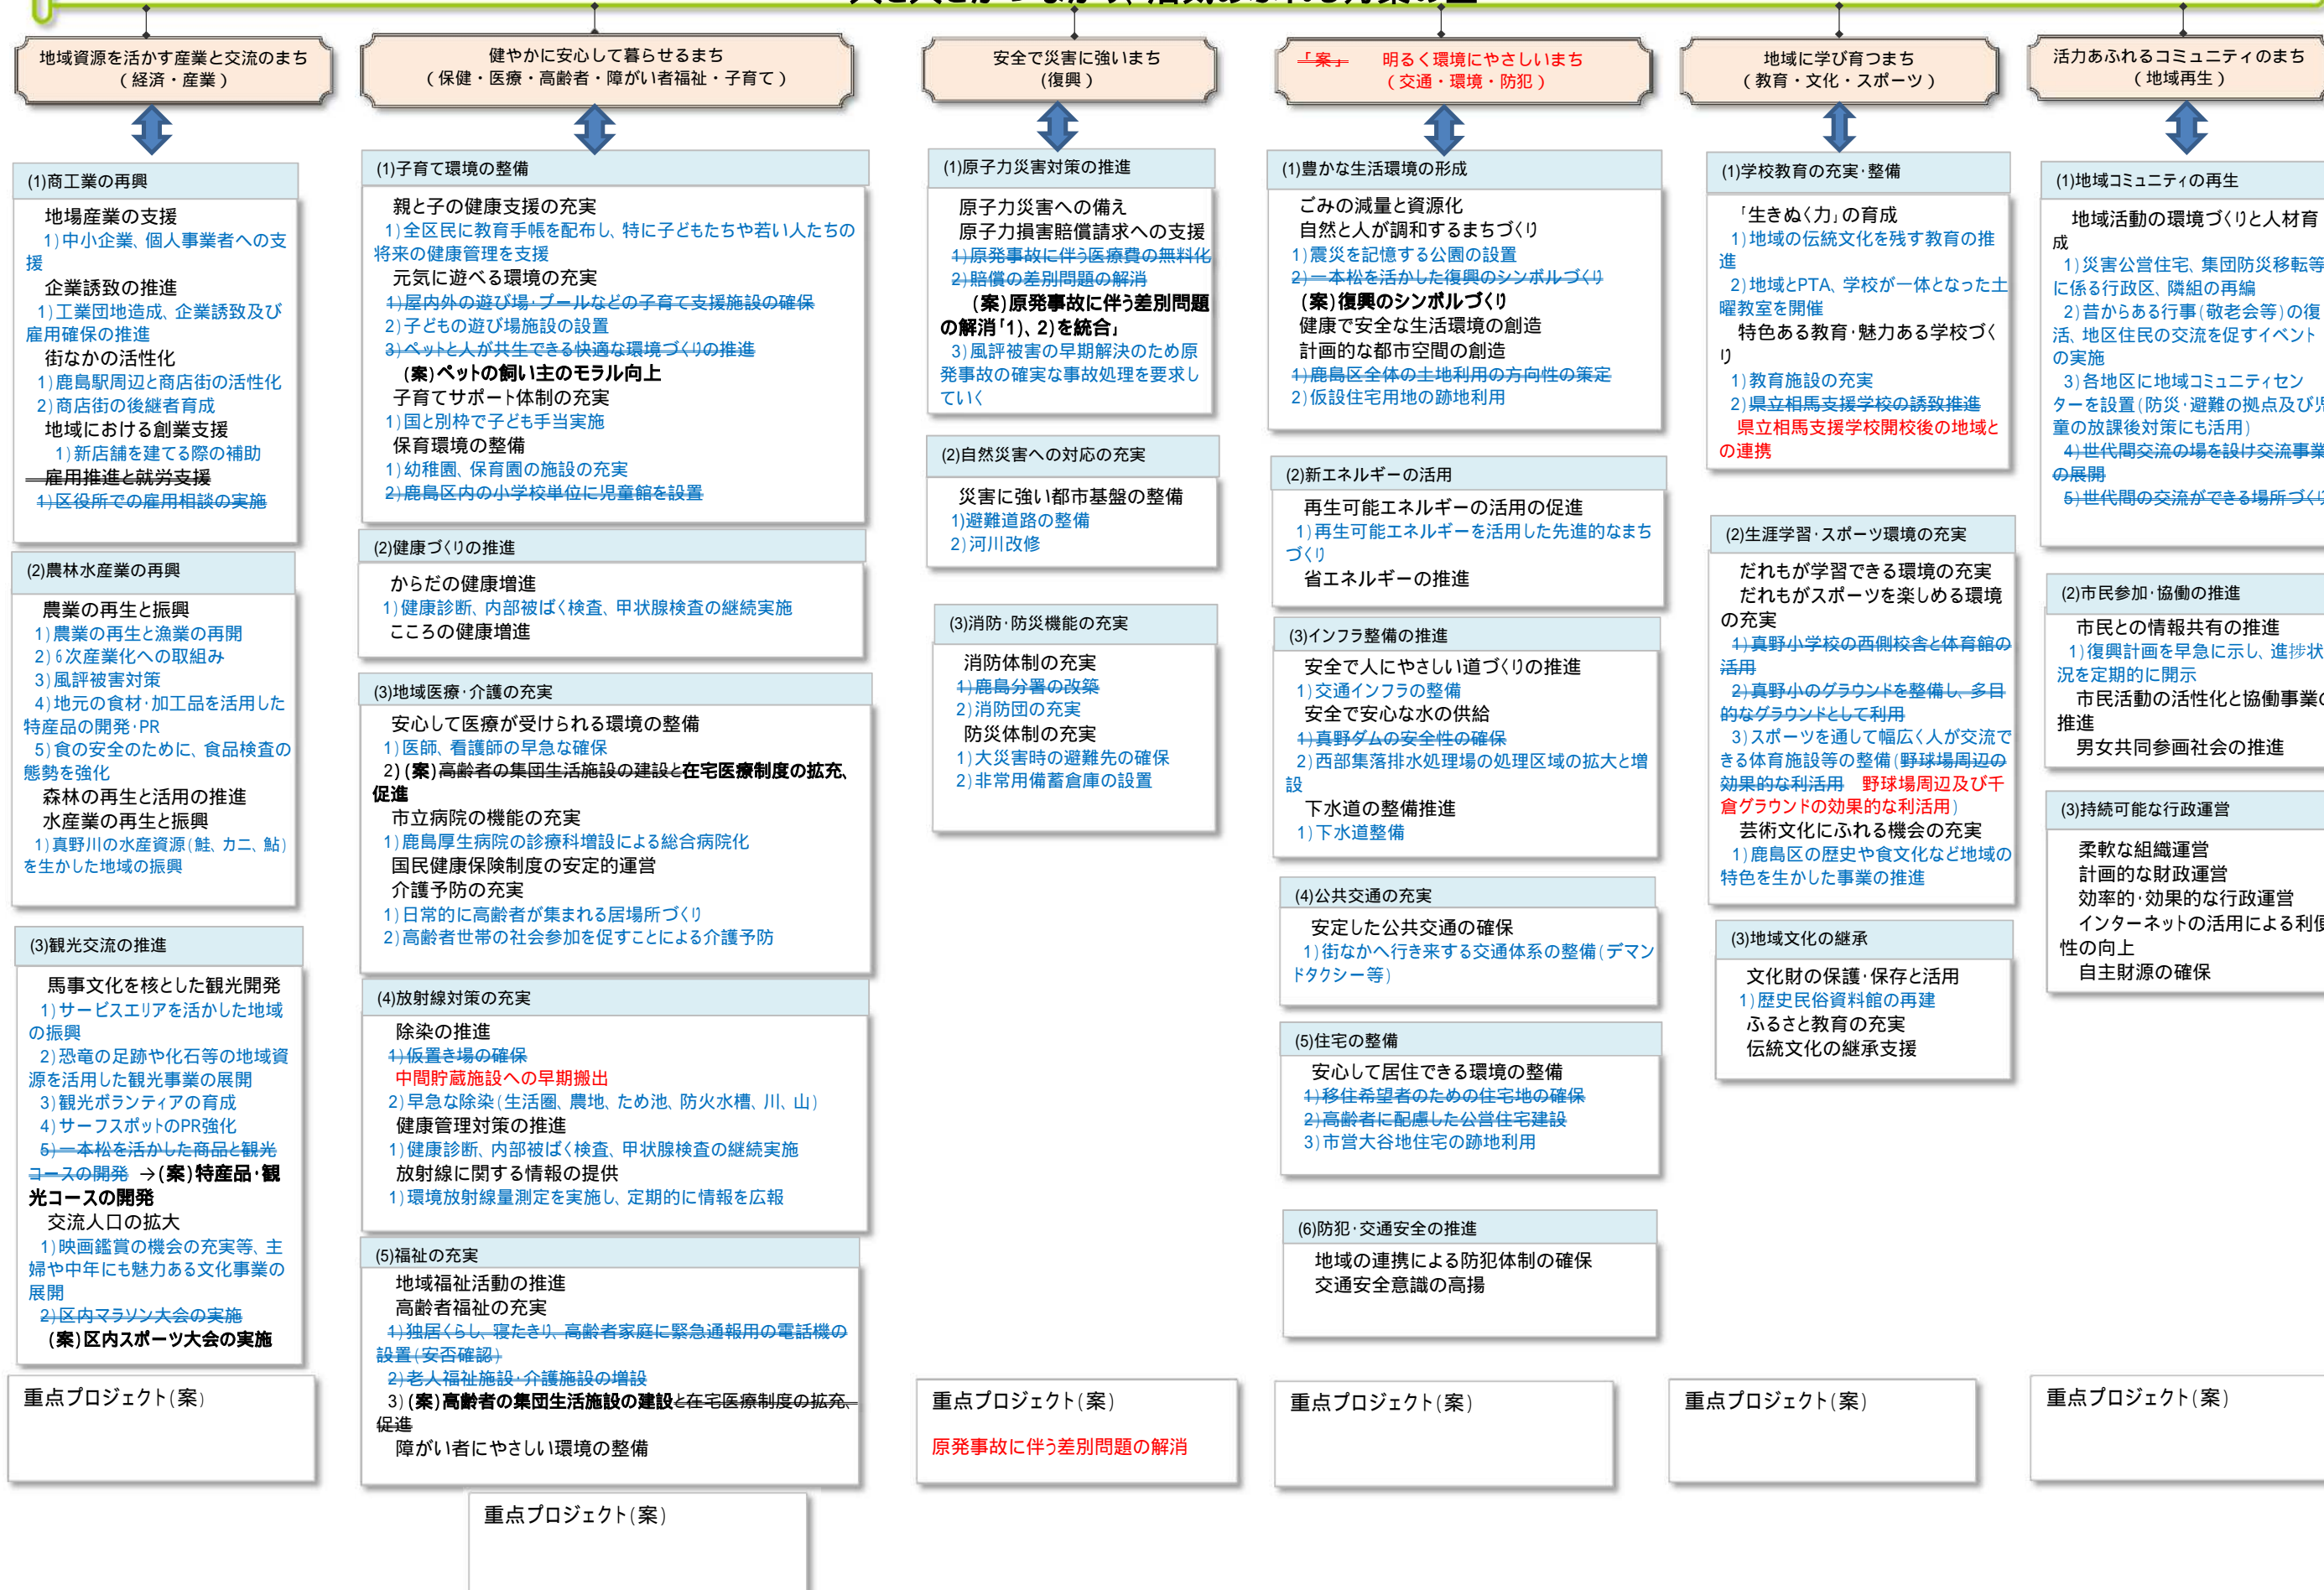 地域資源を活かす産業と交流のまち
（経済・産業）
(1)商工業の再興
地場産業の支援
1)中小企業、個人事業者への支
援
企業誘致の推進
1)工業団地造成、企業誘致及び
雇用確保の推進
街なかの活性化
1)鹿島駅周辺と商店街の活性化
2)商店街の後継者育成
地域における創業支援
1)新店舗を建てる際の補助
雇用推進と就労支援
1)区役所での雇用相談の実施
(2)農林水産業の再興
農業の再生と振興
1)農業の再生と漁業の再開
2)6次産業化への取組み
3)風評被害対策
4)地元の食材・加工品を活用した
特産品の開発・PR
5)食の安全のために、食品検査の
態勢を強化
森林の再生と活用の推進
水産業の再生と振興
1)真野川の水産資源(鮭、カニ、鮎)
を生かした地域の振興
(3)観光交流の推進
馬事文化を核とした観光開発
1)サービスエリアを活かした地域
の振興
2)恐竜の足跡や化石等の地域資
源を活用した観光事業の展開
3)観光ボランティアの育成
4)サーフスポットのPR強化
5)一本松を活かした商品と観光
コースの開発 →(案)特産品・観
光コースの開発
交流人口の拡大
1)映画鑑賞の機会の充実等、主
婦や中年にも魅力ある文化事業の
展開
2)区内マラソン大会の実施
(案)区内スポーツ大会の実施
重点プロジェクト(案)
健やかに安心して暮らせるまち
（保健・医療・高齢者・障がい者福祉・子育て）
(1)子育て環境の整備
親と子の健康支援の充実
1)全区民に教育手帳を配布し、特に子どもたちや若い人たちの
将来の健康管理を支援
元気に遊べる環境の充実
1)屋内外の遊び場・プールなどの子育て支援施設の確保
2)子どもの遊び場施設の設置
3)ペットと人が共生できる快適な環境づくりの推進
(案)ペットの飼い主のモラル向上
子育てサポート体制の充実
1)国と別枠で子ども手当実施
保育環境の整備
1)幼稚園、保育園の施設の充実
2)鹿島区内の小学校単位に児童館を設置
(2)健康づくりの推進
からだの健康増進
1)健康診断、内部被ばく検査、甲状腺検査の継続実施
こころの健康増進
(3)地域医療・介護の充実
安心して医療が受けられる環境の整備
1)医師、看護師の早急な確保
2)(案)高齢者の集団生活施設の建設と在宅医療制度の拡充、
促進
市立病院の機能の充実
1)鹿島厚生病院の診療科増設による総合病院化
国民健康保険制度の安定的運営
介護予防の充実
1)日常的に高齢者が集まれる居場所づくり
2)高齢者世帯の社会参加を促すことによる介護予防
(4)放射線対策の充実
除染の推進
1)仮置き場の確保
中間貯蔵施設への早期搬出
2)早急な除染(生活圏、農地、ため池、防火水槽、川、山)
健康管理対策の推進
1)健康診断、内部被ばく検査、甲状腺検査の継続実施
放射線に関する情報の提供
1)環境放射線量測定を実施し、定期的に情報を広報
(5)福祉の充実
地域福祉活動の推進
高齢者福祉の充実
1)独居くらし、寝たきり、高齢者家庭に緊急通報用の電話機の
設置(安否確認)
2)老人福祉施設・介護施設の増設
3)(案)高齢者の集団生活施設の建設と在宅医療制度の拡充、
促進
障がい者にやさしい環境の整備
重点プロジェクト(案)
安全で災害に強いまち
(復興)
(1)原子力災害対策の推進
原子力災害への備え
原子力損害賠償請求への支援
1)原発事故に伴う医療費の無料化
2)賠償の差別問題の解消
(案)原発事故に伴う差別問題
の解消「1)、2)を統合」
3)風評被害の早期解決のため原
発事故の確実な事故処理を要求し
ていく
(2)自然災害への対応の充実
災害に強い都市基盤の整備
1)避難道路の整備
2)河川改修
(3)消防・防災機能の充実
消防体制の充実
1)鹿島分署の改築
2)消防団の充実
防災体制の充実
1)大災害時の避難先の確保
2)非常用備蓄倉庫の設置
重点プロジェクト(案)
原発事故に伴う差別問題の解消
「案」 明るく環境にやさしいまち
（交通・環境・防犯）
(1)豊かな生活環境の形成
ごみの減量と資源化
自然と人が調和するまちづくり
1)震災を記憶する公園の設置
2)一本松を活かした復興のシンボルづくり
(案)復興のシンボルづくり
健康で安全な生活環境の創造
計画的な都市空間の創造
1)鹿島区全体の土地利用の方向性の策定
2)仮設住宅用地の跡地利用
(2)新エネルギーの活用
再生可能エネルギーの活用の促進
1)再生可能エネルギーを活用した先進的なまち
づくり
省エネルギーの推進
(3)インフラ整備の推進
安全で人にやさしい道づくりの推進
1)交通インフラの整備
安全で安心な水の供給
1)真野ダムの安全性の確保
2)西部集落排水処理場の処理区域の拡大と増
設
下水道の整備推進
1)下水道整備
(4)公共交通の充実
安定した公共交通の確保
1)街なかへ行き来する交通体系の整備(デマン
ドタクシー等)
(5)住宅の整備
安心して居住できる環境の整備
1)移住希望者のための住宅地の確保
2)高齢者に配慮した公営住宅建設
3)市営大谷地住宅の跡地利用
(6)防犯・交通安全の推進
地域の連携による防犯体制の確保
交通安全意識の高揚
重点プロジェクト(案)
地域に学び育つまち
（教育・文化・スポーツ）
(1)学校教育の充実・整備
「生きぬく力」の育成
1)地域の伝統文化を残す教育の推
進
2)地域とPTA、学校が一体となった土
曜教室を開催
特色ある教育・魅力ある学校づく
り
1)教育施設の充実
2)県立相馬支援学校の誘致推進
県立相馬支援学校開校後の地域と
の連携
(2)生涯学習・スポーツ環境の充実
だれもが学習できる環境の充実
だれもがスポーツを楽しめる環境
の充実
1)真野小学校の西側校舎と体育館の
活用
2)真野小のグラウンドを整備し、多目
的なグラウンドとして利用
3)スポーツを通して幅広く人が交流で
きる体育施設等の整備(野球場周辺の
効果的な利活用 野球場周辺及び千
倉グラウンドの効果的な利活用)
芸術文化にふれる機会の充実
1)鹿島区の歴史や食文化など地域の
特色を生かした事業の推進
(3)地域文化の継承
文化財の保護・保存と活用
1)歴史民俗資料館の再建
ふるさと教育の充実
伝統文化の継承支援
重点プロジェクト(案)
活力あふれるコミュニティのまち
（地域再生）
(1)地域コミュニティの再生
地域活動の環境づくりと人材育
成
1)災害公営住宅、集団防災移転等
に係る行政区、隣組の再編
2)昔からある行事(敬老会等)の復
活、地区住民の交流を促すイベント
の実施
3)各地区に地域コミュニティセン
ターを設置(防災・避難の拠点及び児
童の放課後対策にも活用)
4)世代間交流の場を設け交流事業
の展開
5)世代間の交流ができる場所づくり
(2)市民参加・協働の推進
市民との情報共有の推進
1)復興計画を早急に示し、進捗状
況を定期的に開示
市民活動の活性化と協働事業の
推進
男女共同参画社会の推進
(3)持続可能な行政運営
柔軟な組織運営
計画的な財政運営
効率的・効果的な行政運営
インターネットの活用による利便
性の向上
自主財源の確保
重点プロジェクト(案)